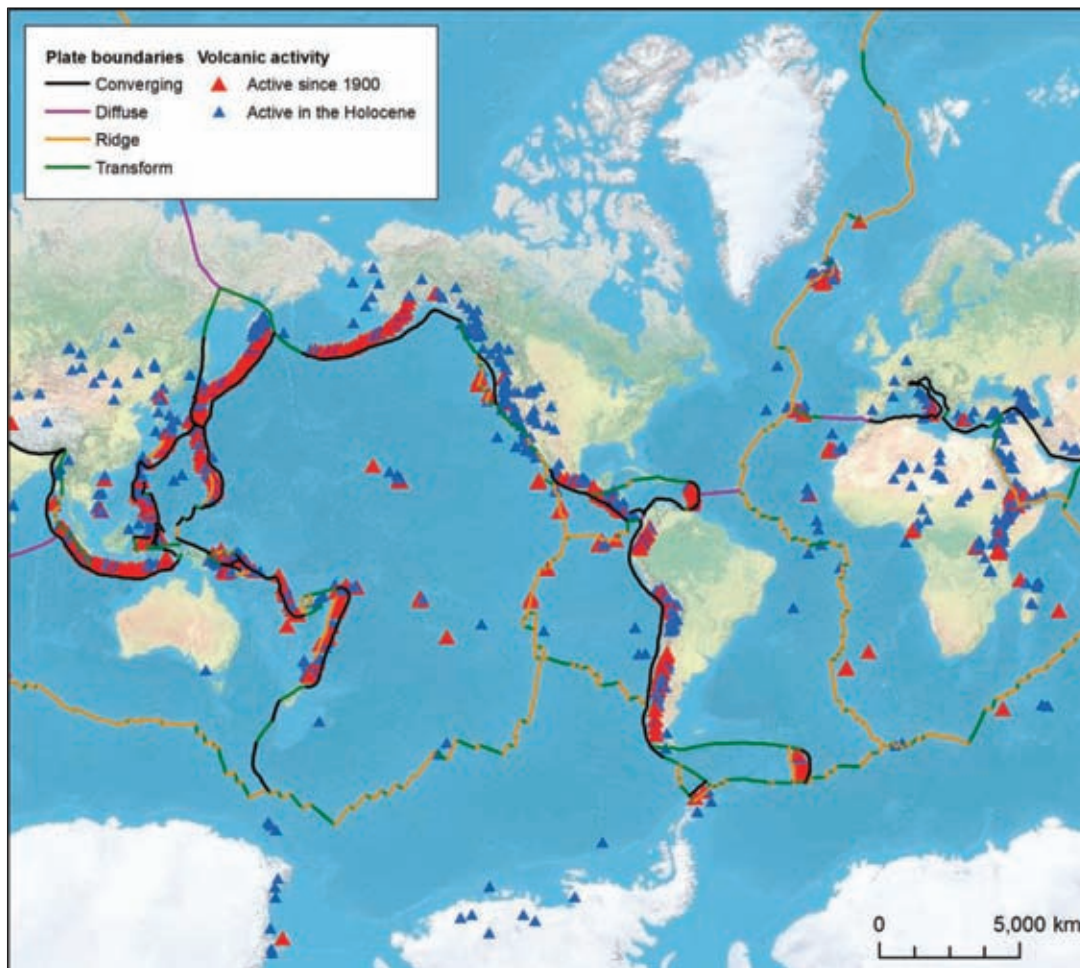 Plate boundaries Volcanic activity
Converging Active since 1900
Diffuse Active in the Holocene
Ridge
Transform
0 5,000 km